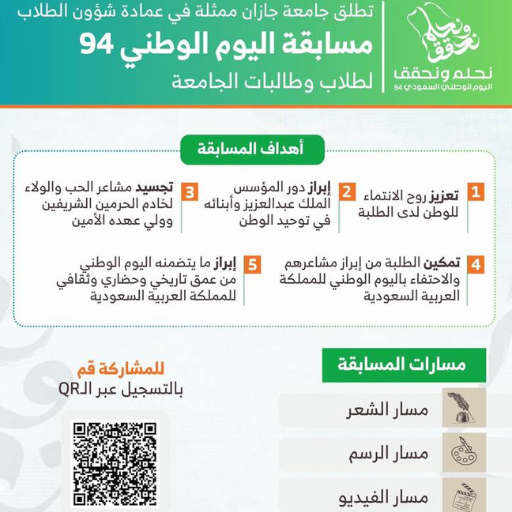 تطلق جامعة جازان ممثلة في عمادة شؤون الطلاب
مسابقة اليوم الوطني 94
لطلاب وطالبات الجامعة
نحلم ونحقق
نحلم ونحقق
اليوم الوطني السعودي 94
أهداف المسابقة
1
تعزيز روح الانتماء
للوطن لدى الطلبة
2
إبراز دور المؤسس
الملك عبدالعزيز وأبنائه
في توحيد الوطن
3
تجسيد مشاعر الحب والولاء
لخادم الحرمين الشريفين
وولي عهده الأمين
4
تمكين الطلبة من إبراز مشاعرهم
والاحتفاء باليوم الوطني للمملكة
العربية السعودية
5
إبراز ما يتضمنه اليوم الوطني
من عمق تاريخي وحضاري وثقافي
للمملكة العربية السعودية
مسارات المسابقة
مسار الشعر
مسار الرسم
مسار الفيديو
للمشاركة قم
بالتسجيل عبر الـQR